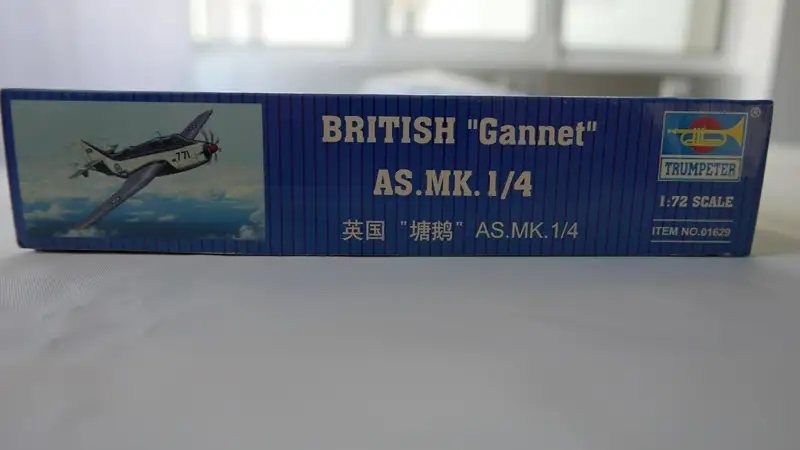 BRITISH "Gannet"
AS.MK.1/4
英国 "塘鹅" AS.MK.1/4
TRUMPETER
®
1:72 SCALE
ITEM NO.01629
771